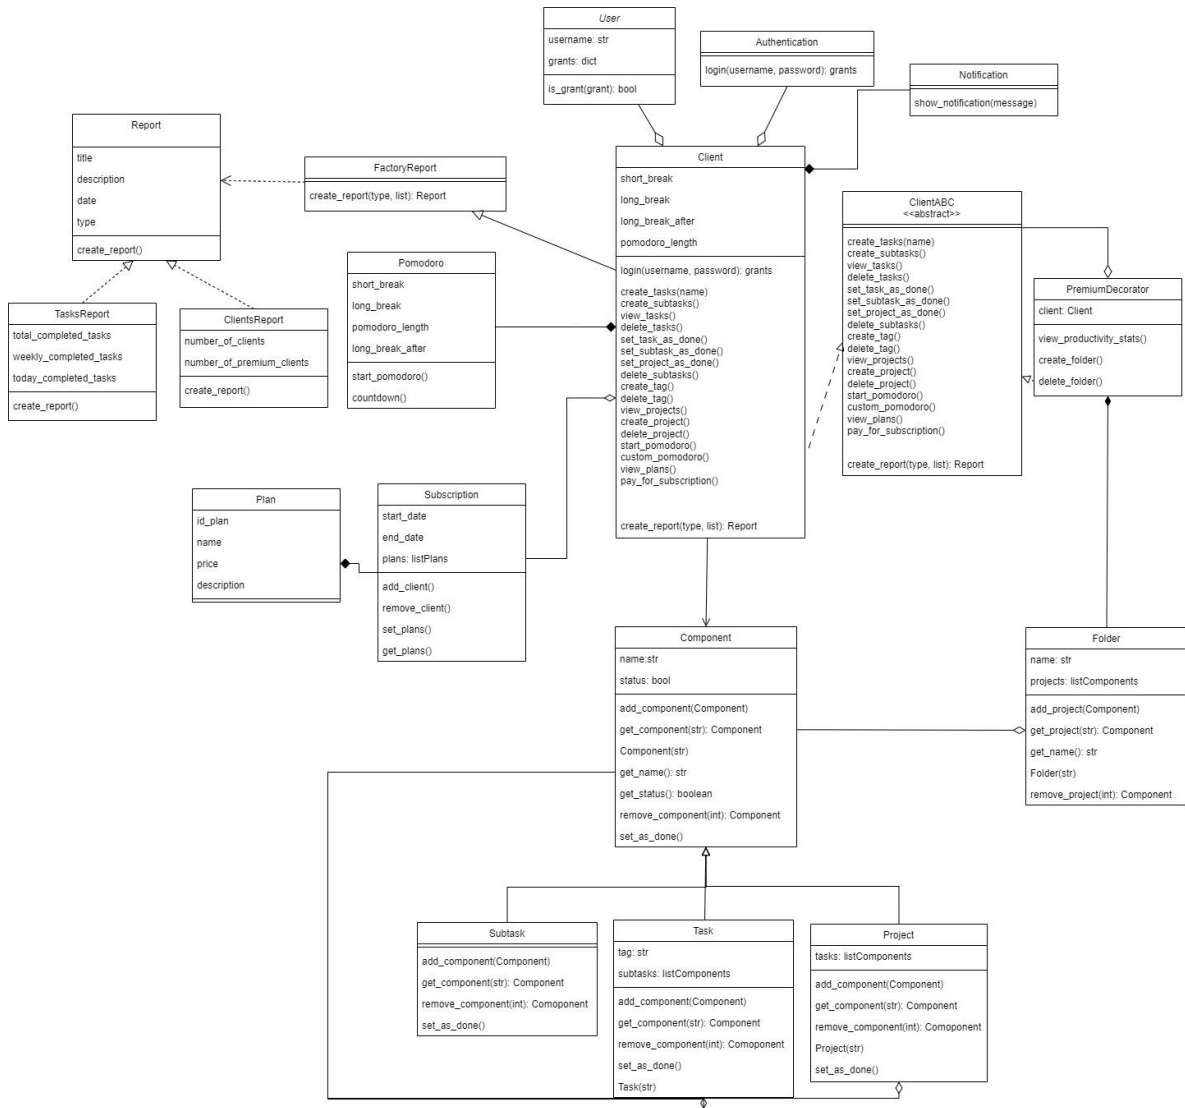 User
username: str
grants: dict
is_grant(grant): bool
Authentication
login(username, password): grants
Notification
show_notification(message)
Report
title
description
date
type
create_report()
FactoryReport
create_report(type, list): Report
Client
short_break
long_break
long_break_after
pomodoro_length
login(username, password): grants
create_tasks(name)
create_subtasks()
view_tasks()
delete_tasks()
set_task_as_done()
set_subtask_as_done()
set_project_as_done()
delete_subtasks()
create_tag()
delete_tag()
view_projects()
create_project()
delete_project()
start_pomodoro()
custom_pomodoro()
view_plans()
pay_for_subscription()
create_report(type, list): Report
ClientABC
<<abstract>>
create_tasks(name)
create_subtasks()
view_tasks()
delete_tasks()
set_task_as_done()
set_subtask_as_done()
set_project_as_done()
delete_subtasks()
create_tag()
delete_tag()
view_projects()
create_project()
delete_project()
start_pomodoro()
custom_pomodoro()
view_plans()
pay_for_subscription()
create_report(type, list): Report
PremiumDecorator
client: Client
view_productivity_stats()
create_folder()
delete_folder()
Pomodoro
short_break
long_break
pomodoro_length
long_break_after
start_pomodoro()
countdown()
TasksReport
total_completed_tasks
weekly_completed_tasks
today_completed_tasks
create_report()
ClientsReport
number_of_clients
number_of_premium_clients
create_report()
Plan
id_plan
name
price
description
Subscription
start_date
end_date
plans: listPlans
add_client()
remove_client()
set_plans()
get_plans()
Component
name:str
status: bool
add_component(Component)
get_component(str): Component
Component(str)
get_name(): str
get_status(): boolean
remove_component(int): Component
set_as_done()
Folder
name: str
projects: listComponents
add_project(Component)
get_project(str): Component
get_name(): str
Folder(str)
remove_project(int): Component
Subtask
add_component(Component)
get_component(str): Component
remove_component(int): Comoponent
set_as_done()
Task
tag: str
subtasks: listComponents
add_component(Component)
get_component(str): Component
remove_component(int): Comoponent
set_as_done()
Task(str)
Project
tasks: listComponents
add_component(Component)
get_component(str): Component
remove_component(int): Comoponent
Project(str)
set_as_done()